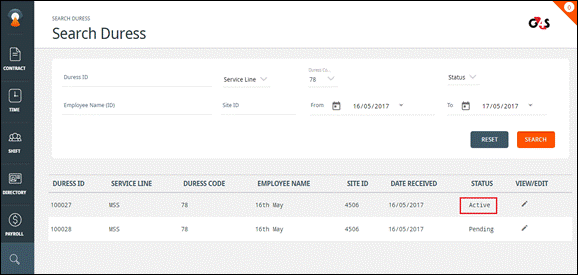 0
SEARCH DURESS
Search Duress
G4S
CONTRACT
TIME
SHIFT
DIRECTORY
PAYROLL
Duress ID
Service Line
Duress Co...
78
Status
Employee Name (ID)
Site ID
From 16/05/2017
To 17/05/2017
RESET SEARCH
DURESS ID SERVICE LINE DURESS CODE EMPLOYEE NAME SITE ID DATE RECEIVED STATUS VIEW/EDIT
100027 MSS 78 16th May 4506 16/05/2017 Active
100028 MSS 78 16th May 4506 16/05/2017 Pending